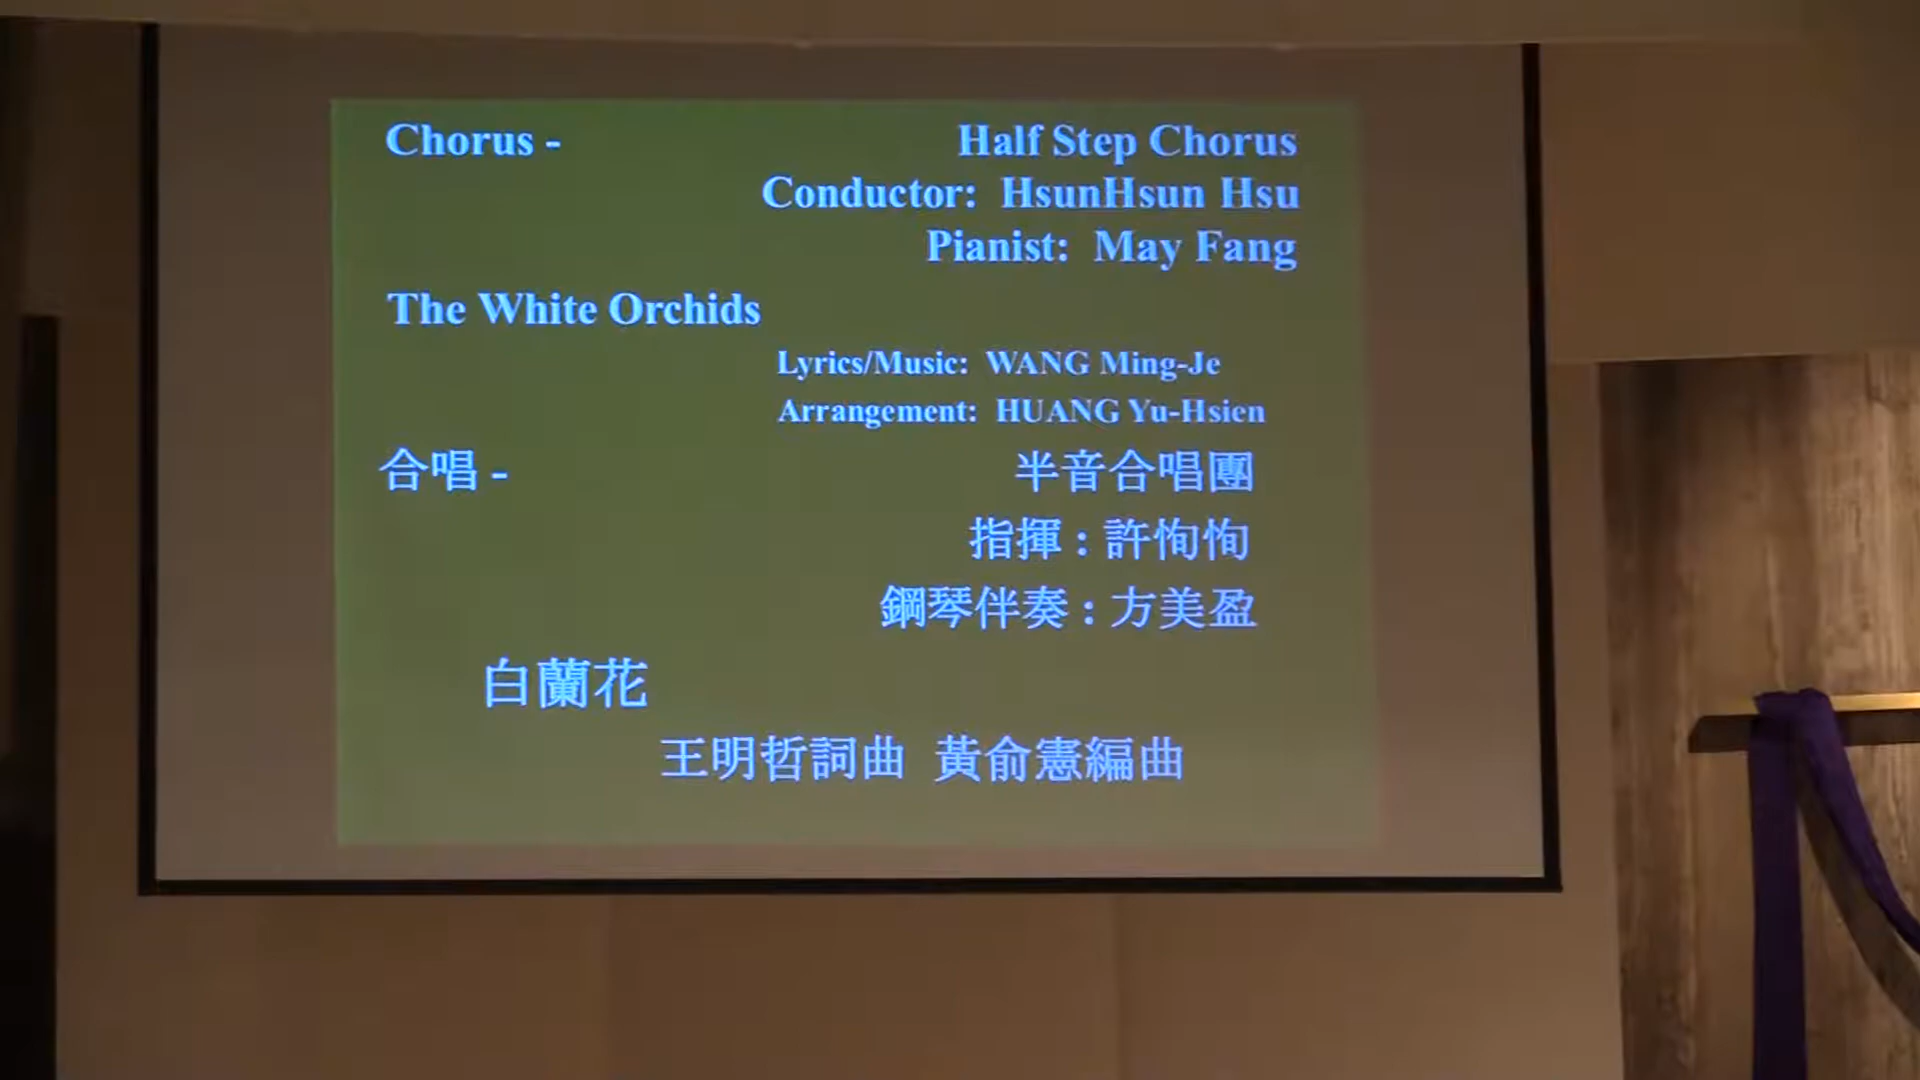 Chorus - Half Step Chorus
Conductor: HsunHsun Hsu
Pianist: May Fang
The White Orchids
Lyrics/Music: WANG Ming-Je
Arrangement: HUANG Yu-Hsien
合唱 - 半音合唱團
指揮 : 許恂恂
鋼琴伴奏 : 方美盈
白蘭花
王明哲詞曲 黃俞憲編曲